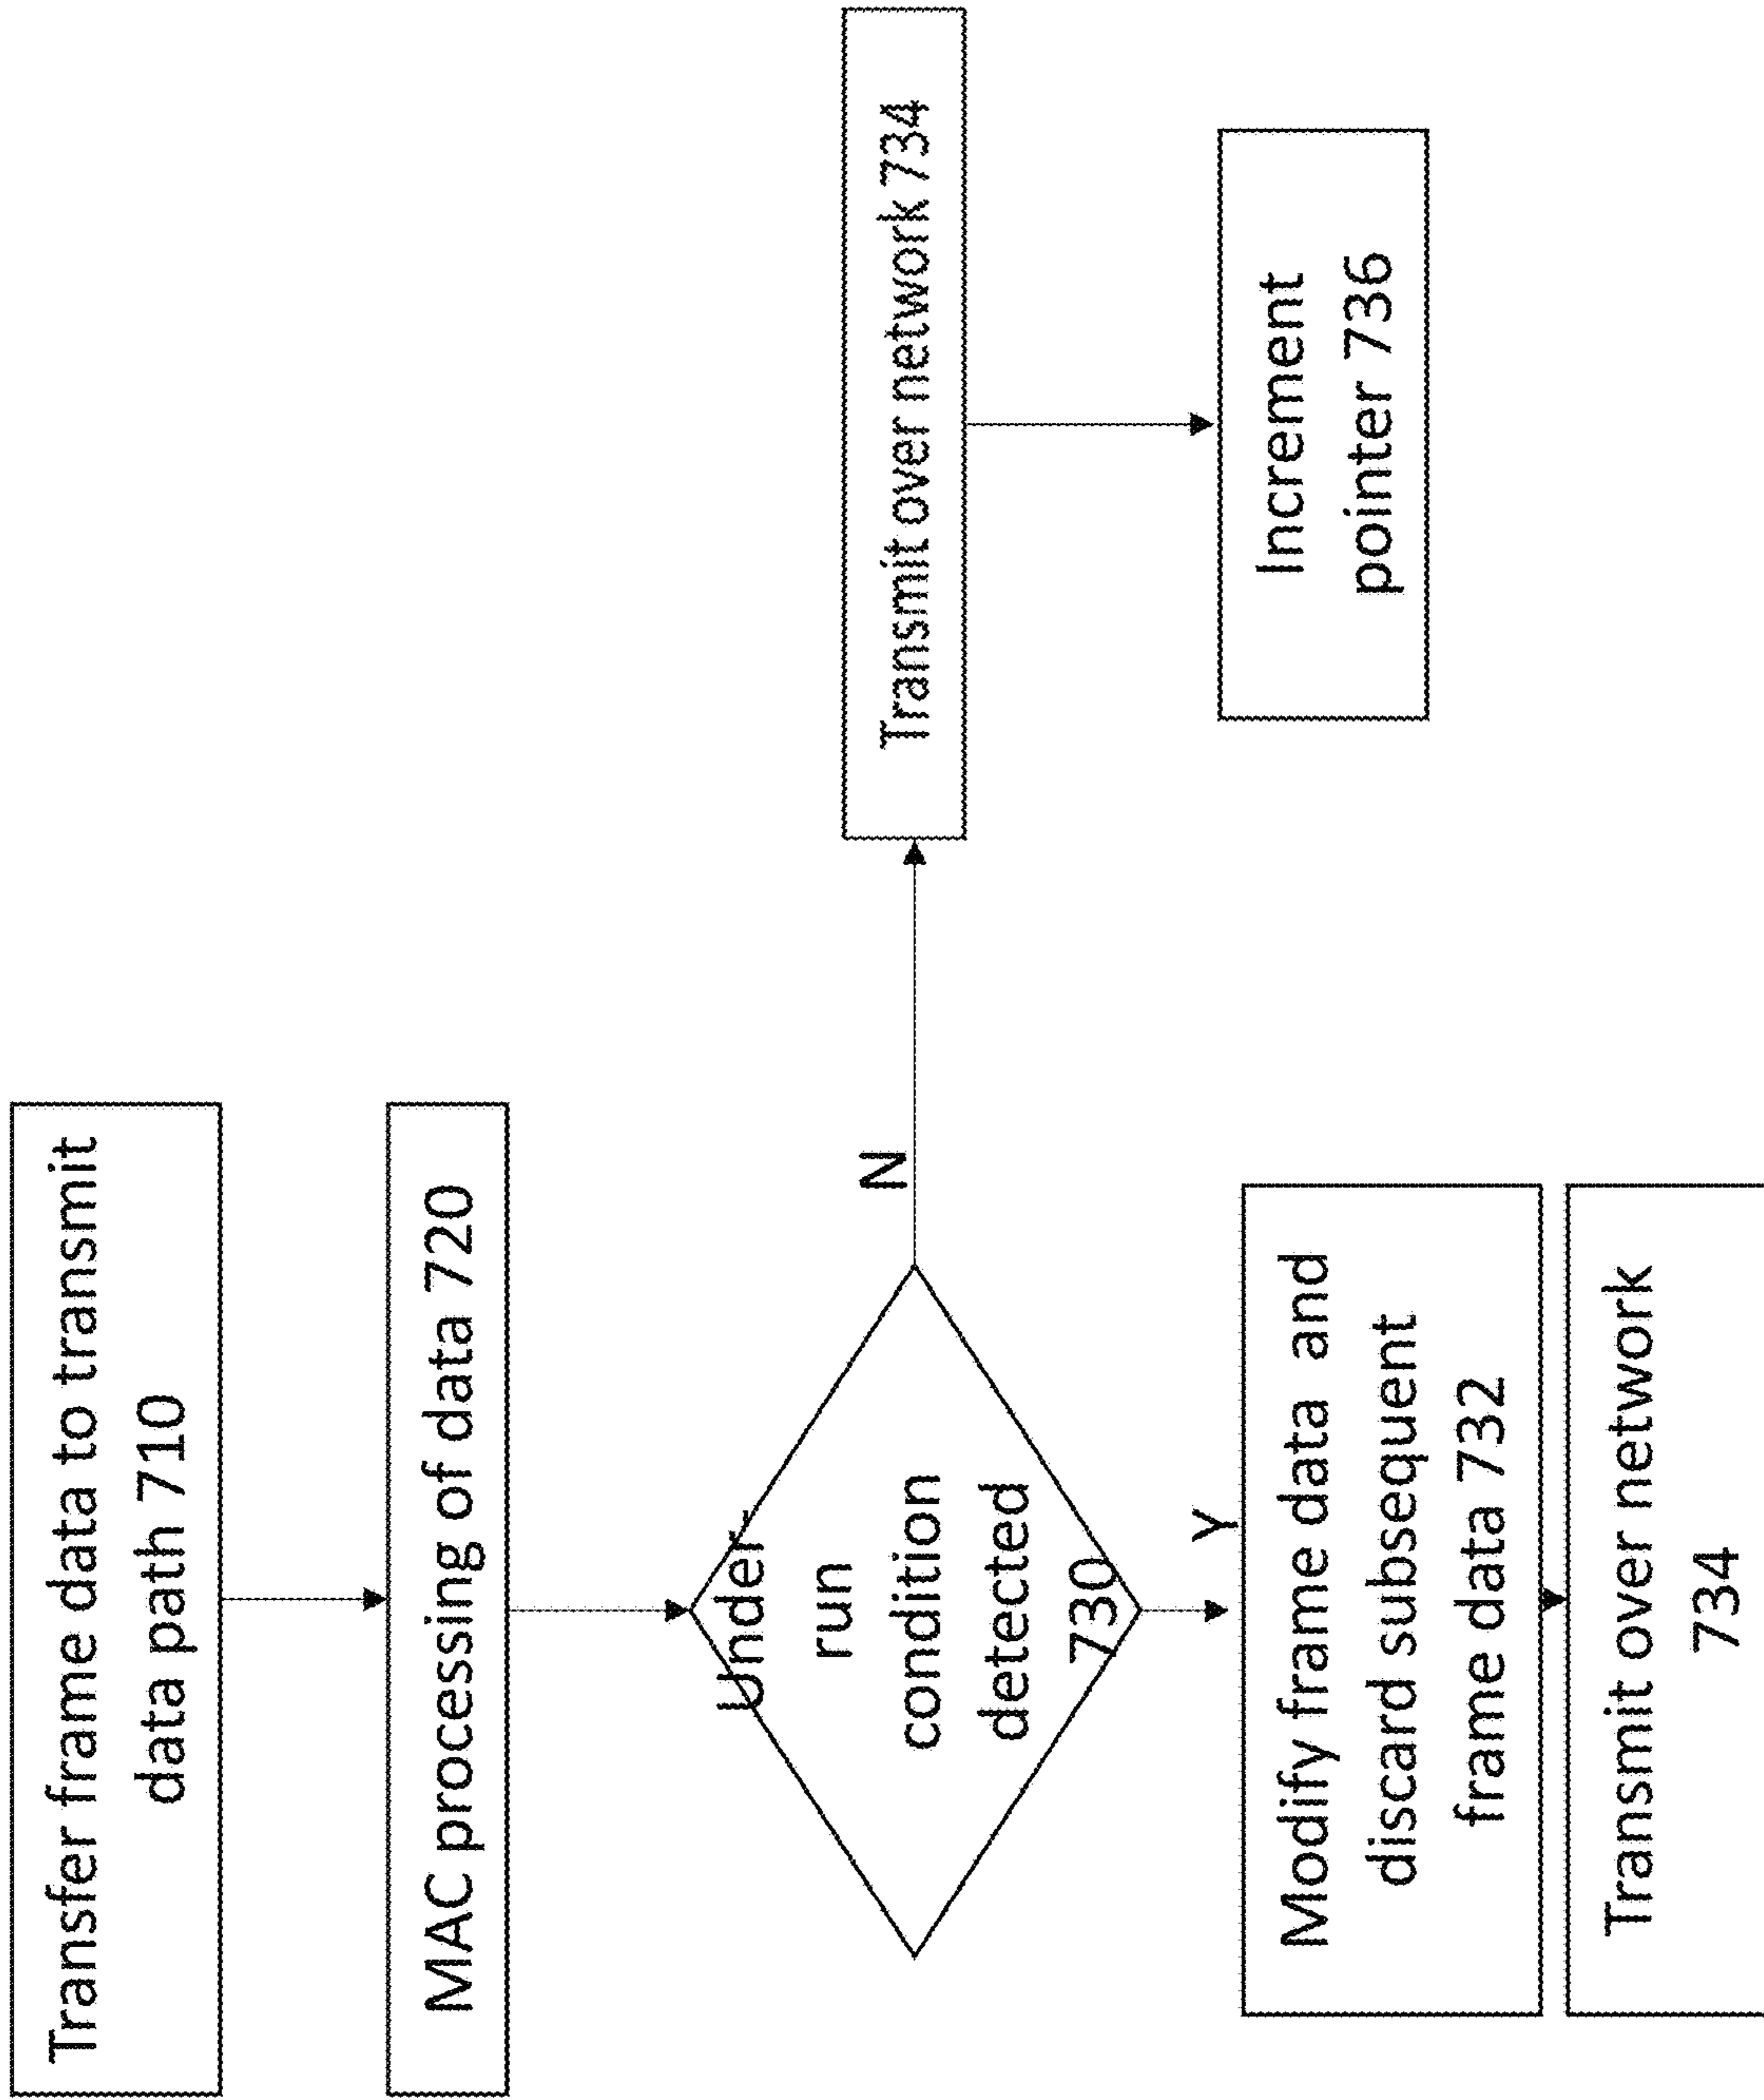 Transfer frame data to transmit
data path 710
MAC processing of data 720
Under -
run
condition
detected
730
N
Transmit over network 734
Increment
pointer 736
Y
Modify frame data and
discard subsequent
frame data 732
Transmit over network
734